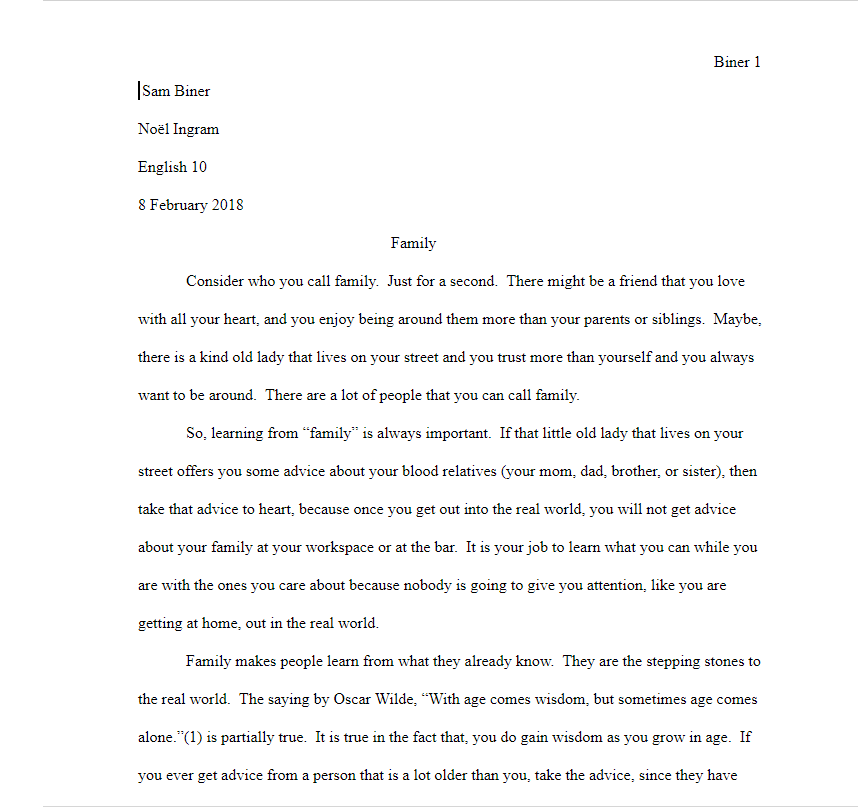 Biner 1
Sam Biner
Noël Ingram
English 10
8 February 2018
Family
Consider who you call family.  Just for a second.  There might be a friend that you love
with all your heart, and you enjoy being around them more than your parents or siblings.  Maybe,
there is a kind old lady that lives on your street and you trust more than yourself and you always
want to be around.  There are a lot of people that you can call family.
So, learning from “family” is always important.  If that little old lady that lives on your
street offers you some advice about your blood relatives (your mom, dad, brother, or sister), then
take that advice to heart, because once you get out into the real world, you will not get advice
about your family at your workspace or at the bar.  It is your job to learn what you can while you
are with the ones you care about because nobody is going to give you attention, like you are
getting at home, out in the real world.
Family makes people learn from what they already know.  They are the stepping stones to
the real world.  The saying by Oscar Wilde, “With age comes wisdom, but sometimes age comes
alone.”(1) is partially true.  It is true in the fact that, you do gain wisdom as you grow in age.  If
you ever get advice from a person that is a lot older than you, take the advice, since they have